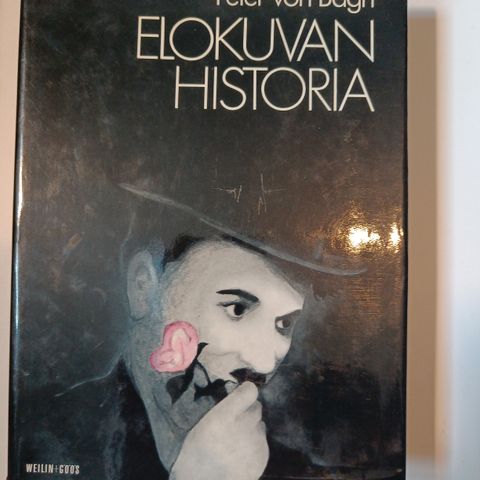 Peter von Bagh
ELOKUVAN
HISTORIA
WEILIN+GÖÖS